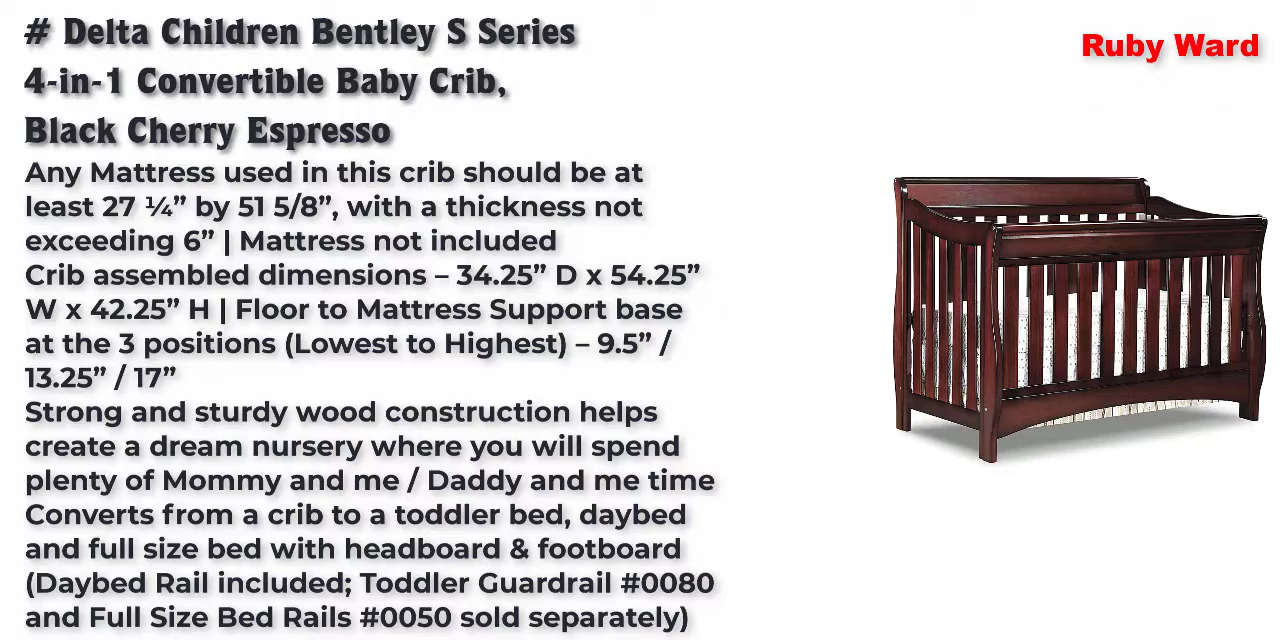 # Delta Children Bentley S Series
4-in-1 Convertible Baby Crib,
Black Cherry Espresso
Ruby Ward
Any Mattress used in this crib should be at
least 27 ¼” by 51 5/8”, with a thickness not
exceeding 6” | Mattress not included
Crib assembled dimensions – 34.25” D x 54.25”
W x 42.25” H | Floor to Mattress Support base
at the 3 positions (Lowest to Highest) – 9.5” /
13.25” / 17”
Strong and sturdy wood construction helps
create a dream nursery where you will spend
plenty of Mommy and me / Daddy and me time
Converts from a crib to a toddler bed, daybed
and full size bed with headboard & footboard
(Daybed Rail included; Toddler Guardrail #0080
and Full Size Bed Rails #0050 sold separately)